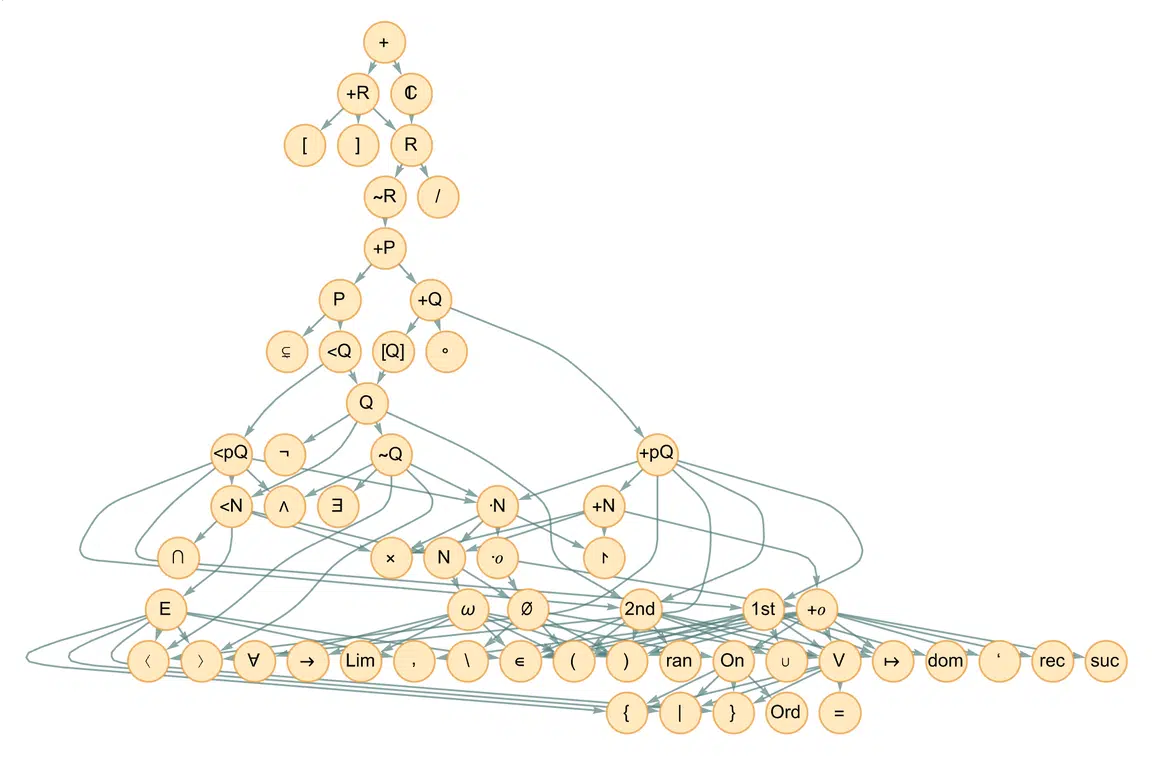 +
+R ℂ
[ ] R
~R /
+P
P +Q
⊊ <Q [Q] ∘
Q
<pQ ¬ ~Q +pQ
<N ∧ ∃ ·N +N
∩ × N ·o ↾
E ω Ø 2nd 1st +o
〈 〉 ∀ → Lim , \ ∈ ( ) ran On ∪ V ↦ dom ‘ rec suc
{ | } Ord =